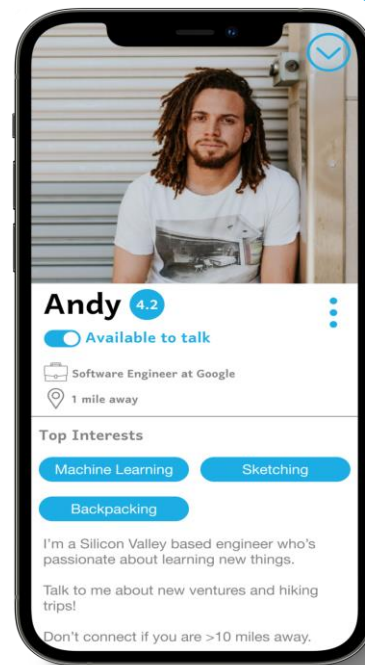 Andy 4.2
Available to talk
Software Engineer at Google
1 mile away
Top Interests
Machine Learning
Sketching
Backpacking
I'm a Silicon Valley based engineer who's
passionate about learning new things.
Talk to me about new ventures and hiking
trips!
Don't connect if you are >10 miles away.